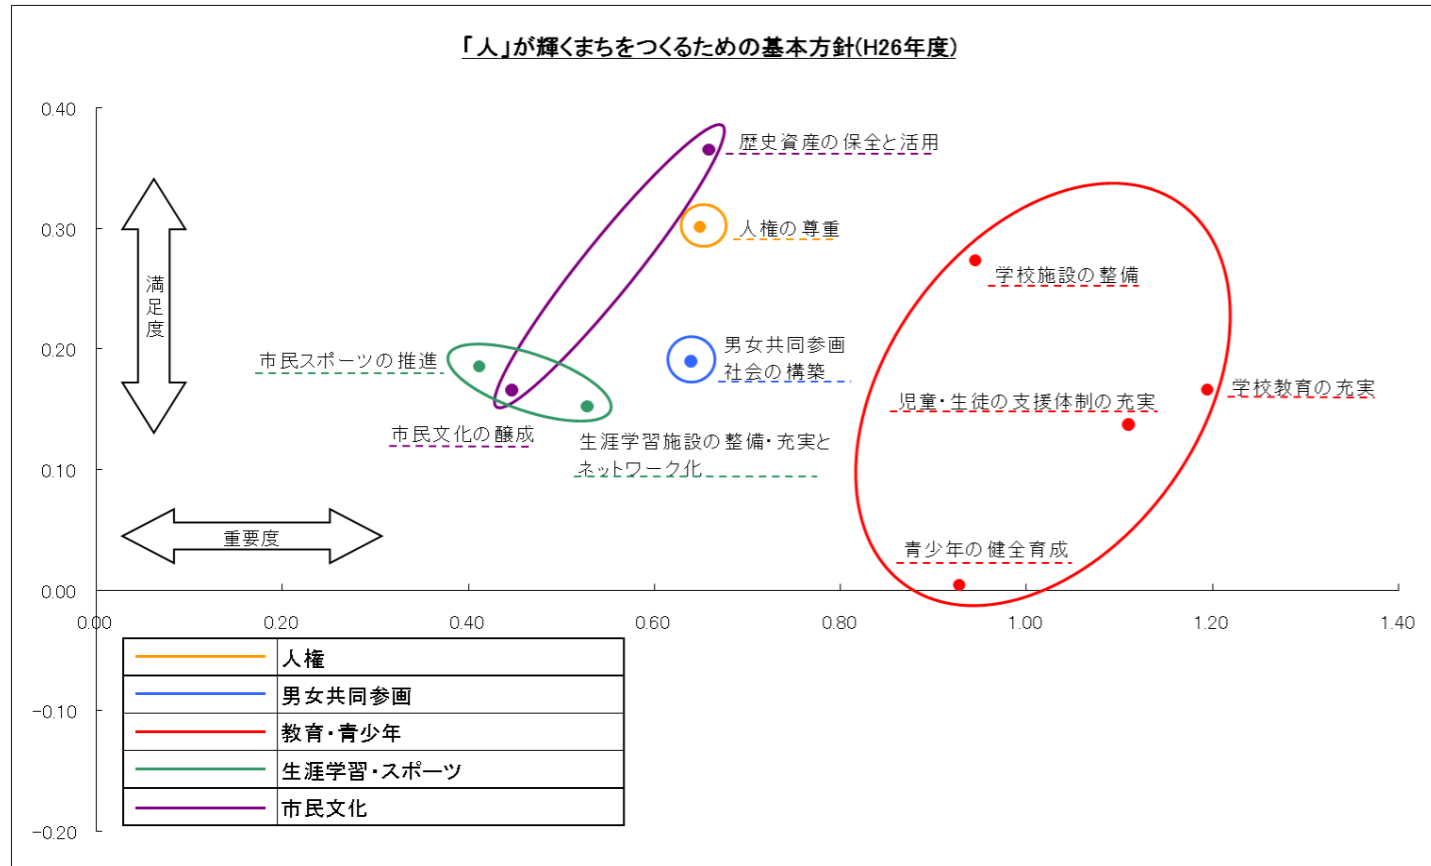 「人」が輝くまちをつくるための基本方針(H26年度)
0.40
歴史資産の保全と活用
0.30
人権の尊重
学校施設の整備
満足度
0.20
男女共同参画
社会の構築
市民スポーツの推進
学校教育の充実
児童・生徒の支援体制の充実
市民文化の醸成
生涯学習施設の整備・充実と
ネットワーク化
0.10
重要度
青少年の健全育成
0.00
0.00
0.20
0.40
0.60
0.80
1.00
1.20
1.40
人権
男女共同参画
-0.10
教育・青少年
生涯学習・スポーツ
市民文化
-0.20